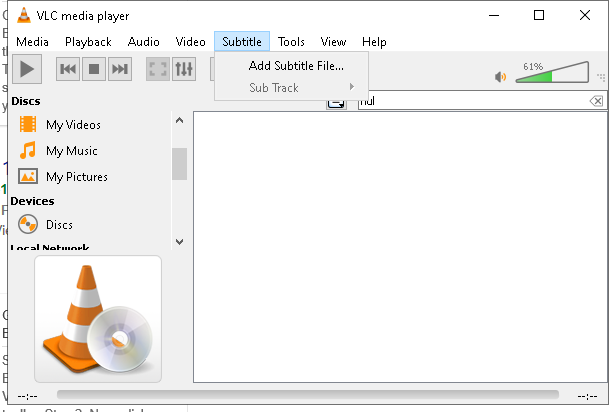 VLC media player
Media Playback Audio Video Subtitle Tools View Help
Add Subtitle File...
Sub Track
61%
Discs
My Videos
My Music
My Pictures
Devices
Discs
Local Network
--:-- --:--